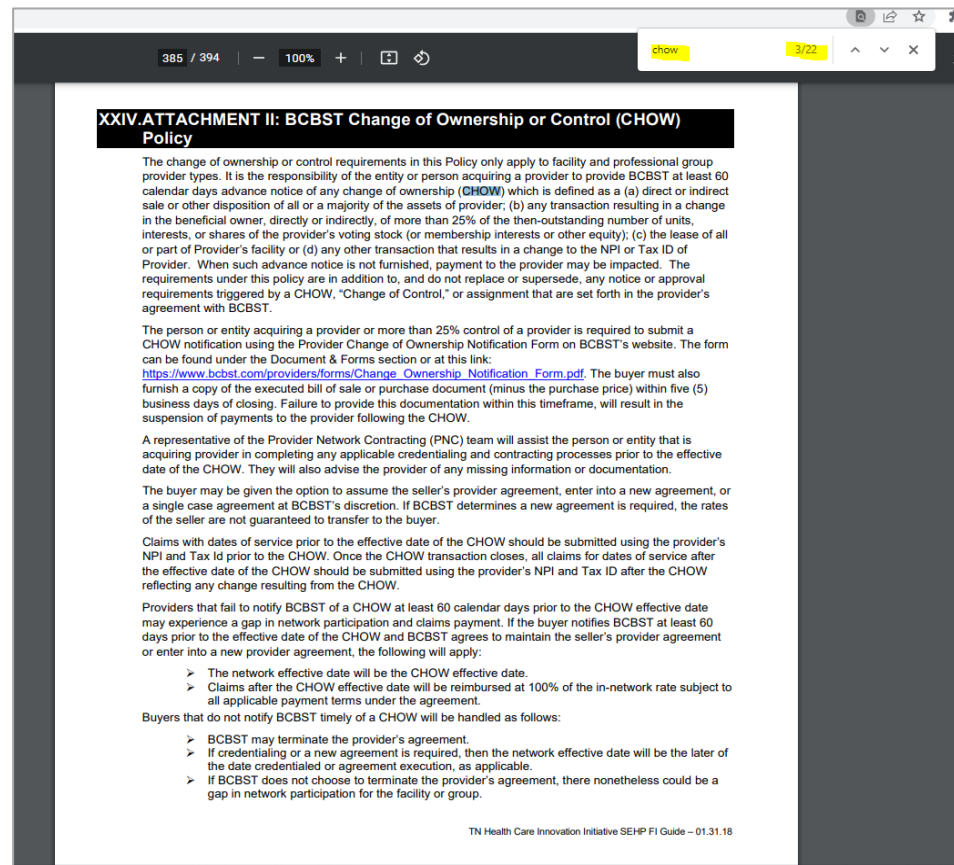 chow 3/22
385 / 394 | − 100% +
XXIV.ATTACHMENT II: BCBST Change of Ownership or Control (CHOW)
Policy
The change of ownership or control requirements in this Policy only apply to facility and professional group
provider types. It is the responsibility of the entity or person acquiring a provider to provide BCBST at least 60
calendar days advance notice of any change of ownership (CHOW) which is defined as a (a) direct or indirect
sale or other disposition of all or a majority of the assets of provider; (b) any transaction resulting in a change
in the beneficial owner, directly or indirectly, of more than 25% of the then-outstanding number of units,
interests, or shares of the provider's voting stock (or membership interests or other equity); (c) the lease of all
or part of Provider's facility or (d) any other transaction that results in a change to the NPI or Tax ID of
Provider. When such advance notice is not furnished, payment to the provider may be impacted. The
requirements under this policy are in addition to, and do not replace or supersede, any notice or approval
requirements triggered by a CHOW, "Change of Control," or assignment that are set forth in the provider's
agreement with BCBST.
The person or entity acquiring a provider or more than 25% control of a provider is required to submit a
CHOW notification using the Provider Change of Ownership Notification Form on BCBST's website. The form
can be found under the Document & Forms section or at this link:
https://www.bcbst.com/providers/forms/Change_Ownership_Notification_Form.pdf. The buyer must also
furnish a copy of the executed bill of sale or purchase document (minus the purchase price) within five (5)
business days of closing. Failure to provide this documentation within this timeframe, will result in the
suspension of payments to the provider following the CHOW.
A representative of the Provider Network Contracting (PNC) team will assist the person or entity that is
acquiring provider in completing any applicable credentialing and contracting processes prior to the effective
date of the CHOW. They will also advise the provider of any missing information or documentation.
The buyer may be given the option to assume the seller's provider agreement, enter into a new agreement, or
a single case agreement at BCBST's discretion. If BCBST determines a new agreement is required, the rates
of the seller are not guaranteed to transfer to the buyer.
Claims with dates of service prior to the effective date of the CHOW should be submitted using the provider's
NPI and Tax Id prior to the CHOW. Once the CHOW transaction closes, all claims for dates of service after
the effective date of the CHOW should be submitted using the provider's NPI and Tax ID after the CHOW
reflecting any change resulting from the CHOW.
Providers that fail to notify BCBST of a CHOW at least 60 calendar days prior to the CHOW effective date
may experience a gap in network participation and claims payment. If the buyer notifies BCBST at least 60
days prior to the effective date of the CHOW and BCBST agrees to maintain the seller's provider agreement
or enter into a new provider agreement, the following will apply:
➢ The network effective date will be the CHOW effective date.
➢ Claims after the CHOW effective date will be reimbursed at 100% of the in-network rate subject to
all applicable payment terms under the agreement.
Buyers that do not notify BCBST timely of a CHOW will be handled as follows:
➢ BCBST may terminate the provider's agreement.
➢ If credentialing or a new agreement is required, then the network effective date will be the later of
the date credentialed or agreement execution, as applicable.
➢ If BCBST does not choose to terminate the provider's agreement, there nonetheless could be a
gap in network participation for the facility or group.
TN Health Care Innovation Initiative SEHP FI Guide – 01.31.18